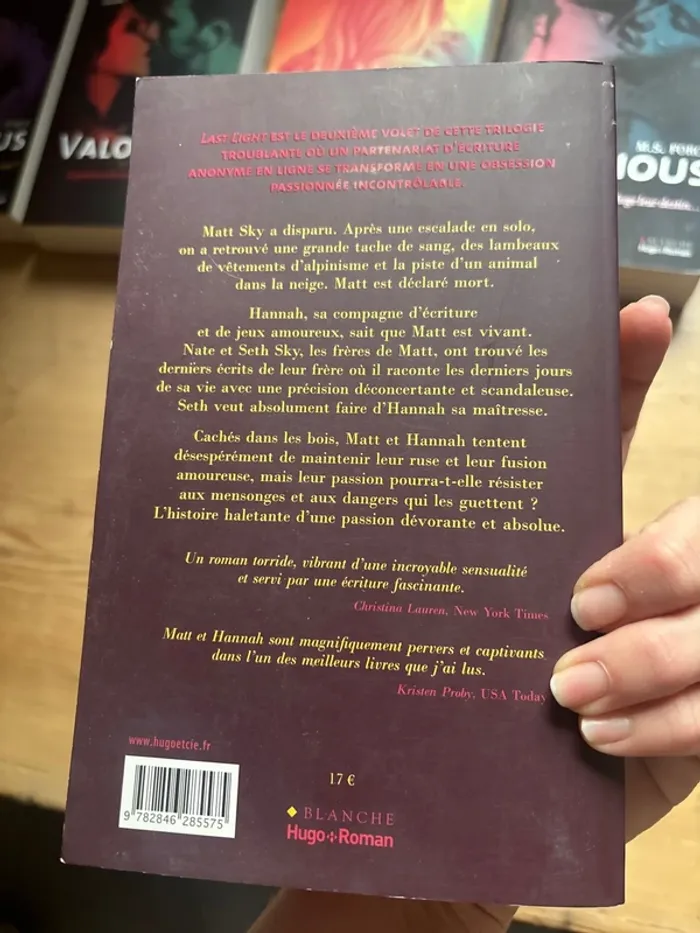 OUS
VALO
M.S. FORC
IOUS
BLANCHE
Hugo+Roman
LAST LIGHT EST LE DEUXIÈME VOLET DE CETTE TRILOGIE
TROUBLANTE OÙ UN PARTENARIAT D'ÉCRITURE
ANONYME EN LIGNE SE TRANSFORME EN UNE OBSESSION
PASSIONNÉE INCONTRÔLABLE.
Matt Sky a disparu. Après une escalade en solo,
on a retrouvé une grande tache de sang, des lambeaux
de vêtements d'alpinisme et la piste d'un animal
dans la neige. Matt est déclaré mort.
Hannah, sa compagne d'écriture
et de jeux amoureux, sait que Matt est vivant.
Nate et Seth Sky, les frères de Matt, ont trouvé les
derniers écrits de leur frère où il raconte les derniers jours
de sa vie avec une précision déconcertante et scandaleuse.
Seth veut absolument faire d'Hannah sa maîtresse.
Cachés dans les bois, Matt et Hannah tentent
désespérément de maintenir leur ruse et leur fusion
amoureuse, mais leur passion pourra-t-elle résister
aux mensonges et aux dangers qui les guettent ?
L'histoire haletante d'une passion dévorante et absolue.
Un roman torride, vibrant d'une incroyable sensualité
et servi par une écriture fascinante.
Christina Lauren, New York Times
Matt et Hannah sont magnifiquement pervers et captivants
dans l'un des meilleurs livres que j'ai lus.
Kristen Proby, USA Today
www.hugoetcie.fr
17 €
9 782846 285575
BLANCHE
Hugo+Roman